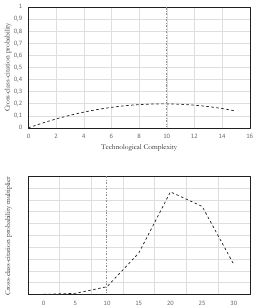 Cross-class-citation probability
1
0,9
0,8
0,7
0,6
0,5
0,4
0,3
0,2
0,1
0
0 2 4 6 8 10 12 14 16
Technological Complexity
Cross-class-citation probability multiplier
0 5 10 15 20 25 30